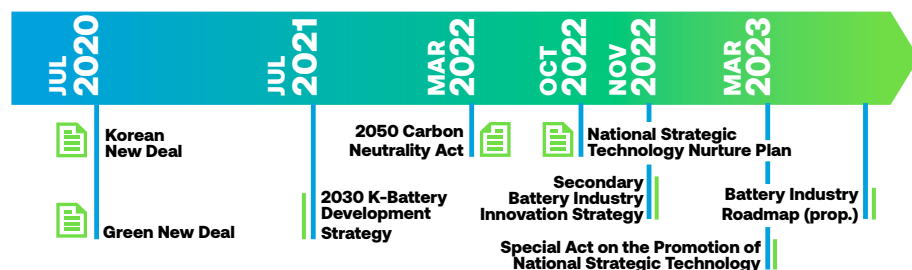 JUL
2020
JUL
2021
MAR
2022
OCT
2022
NOV
2022
MAR
2023
Korean
New Deal
Green New Deal
2030 K-Battery
Development
Strategy
2050 Carbon
Neutrality Act
National Strategic
Technology Nurture Plan
Secondary
Battery Industry
Innovation Strategy
Special Act on the Promotion of
National Strategic Technology
Battery Industry
Roadmap (prop.)